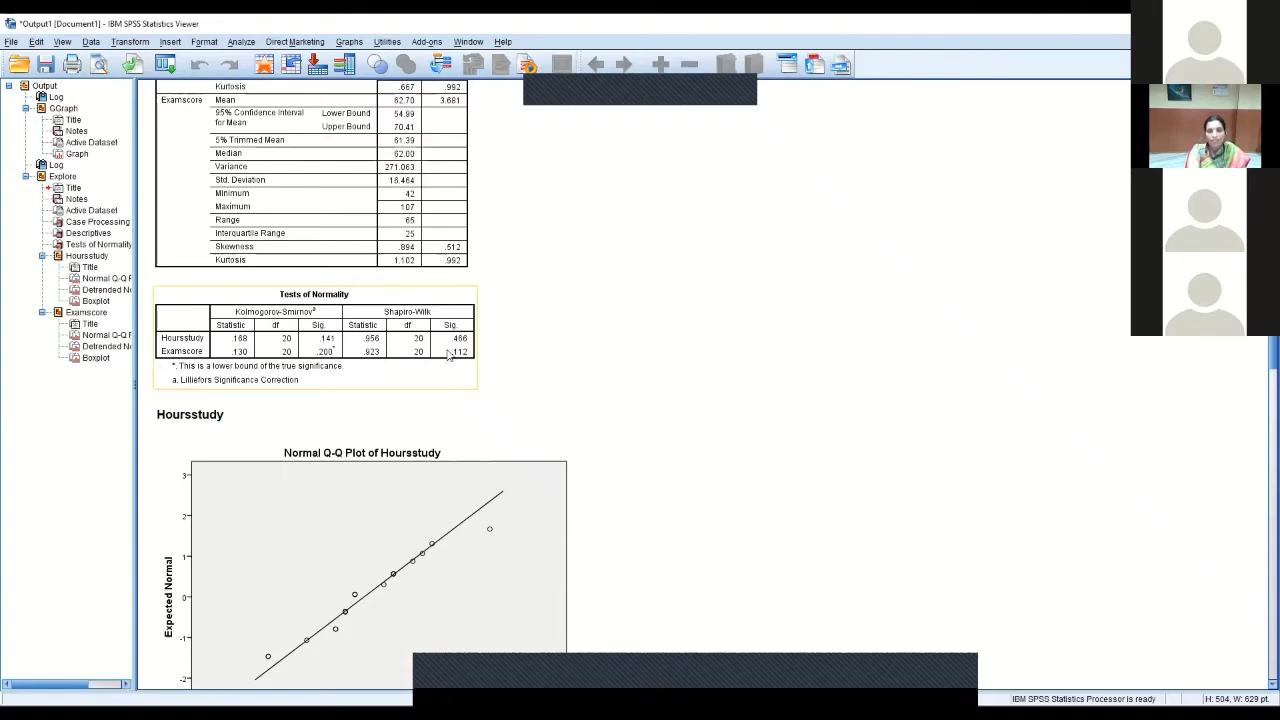 *Output1 [Document1] - IBM SPSS Statistics Viewer
File Edit View Data Transform Insert Format Analyze Direct Marketing Graphs Utilities Add-ons Window Help
Output
Log
GGraph
Title
Notes
Active Dataset
Graph
Log
Explore
Title
Notes
Active Dataset
Case Processing
Descriptives
Tests of Normality
Hoursstudy
Title
Normal Q-Q P
Detrended No
Boxplot
Examscore
Title
Normal Q-Q P
Detrended No
Boxplot
Kurtosis .667 .992
Examscore Mean 62.70 3.681
95% Confidence Interval for Mean Lower Bound 54.99
Upper Bound 70.41
5% Trimmed Mean 61.39
Median 62.00
Variance 271.063
Std. Deviation 16.464
Minimum 42
Maximum 107
Range 65
Interquartile Range 25
Skewness .894 .512
Kurtosis 1.102 .992
Tests of Normality
Kolmogorov-Smirnov^a Shapiro-Wilk
Statistic df Sig. Statistic df Sig.
Hoursstudy .168 20 .141 .956 20 .466
Examscore .130 20 .200* .923 20 .112
*. This is a lower bound of the true significance.
a. Lilliefors Significance Correction
Hoursstudy
Normal Q-Q Plot of Hoursstudy
3
2
1
0
-1
-2
Expected Normal
IBM SPSS Statistics Processor is ready H: 504, W: 629 pt.